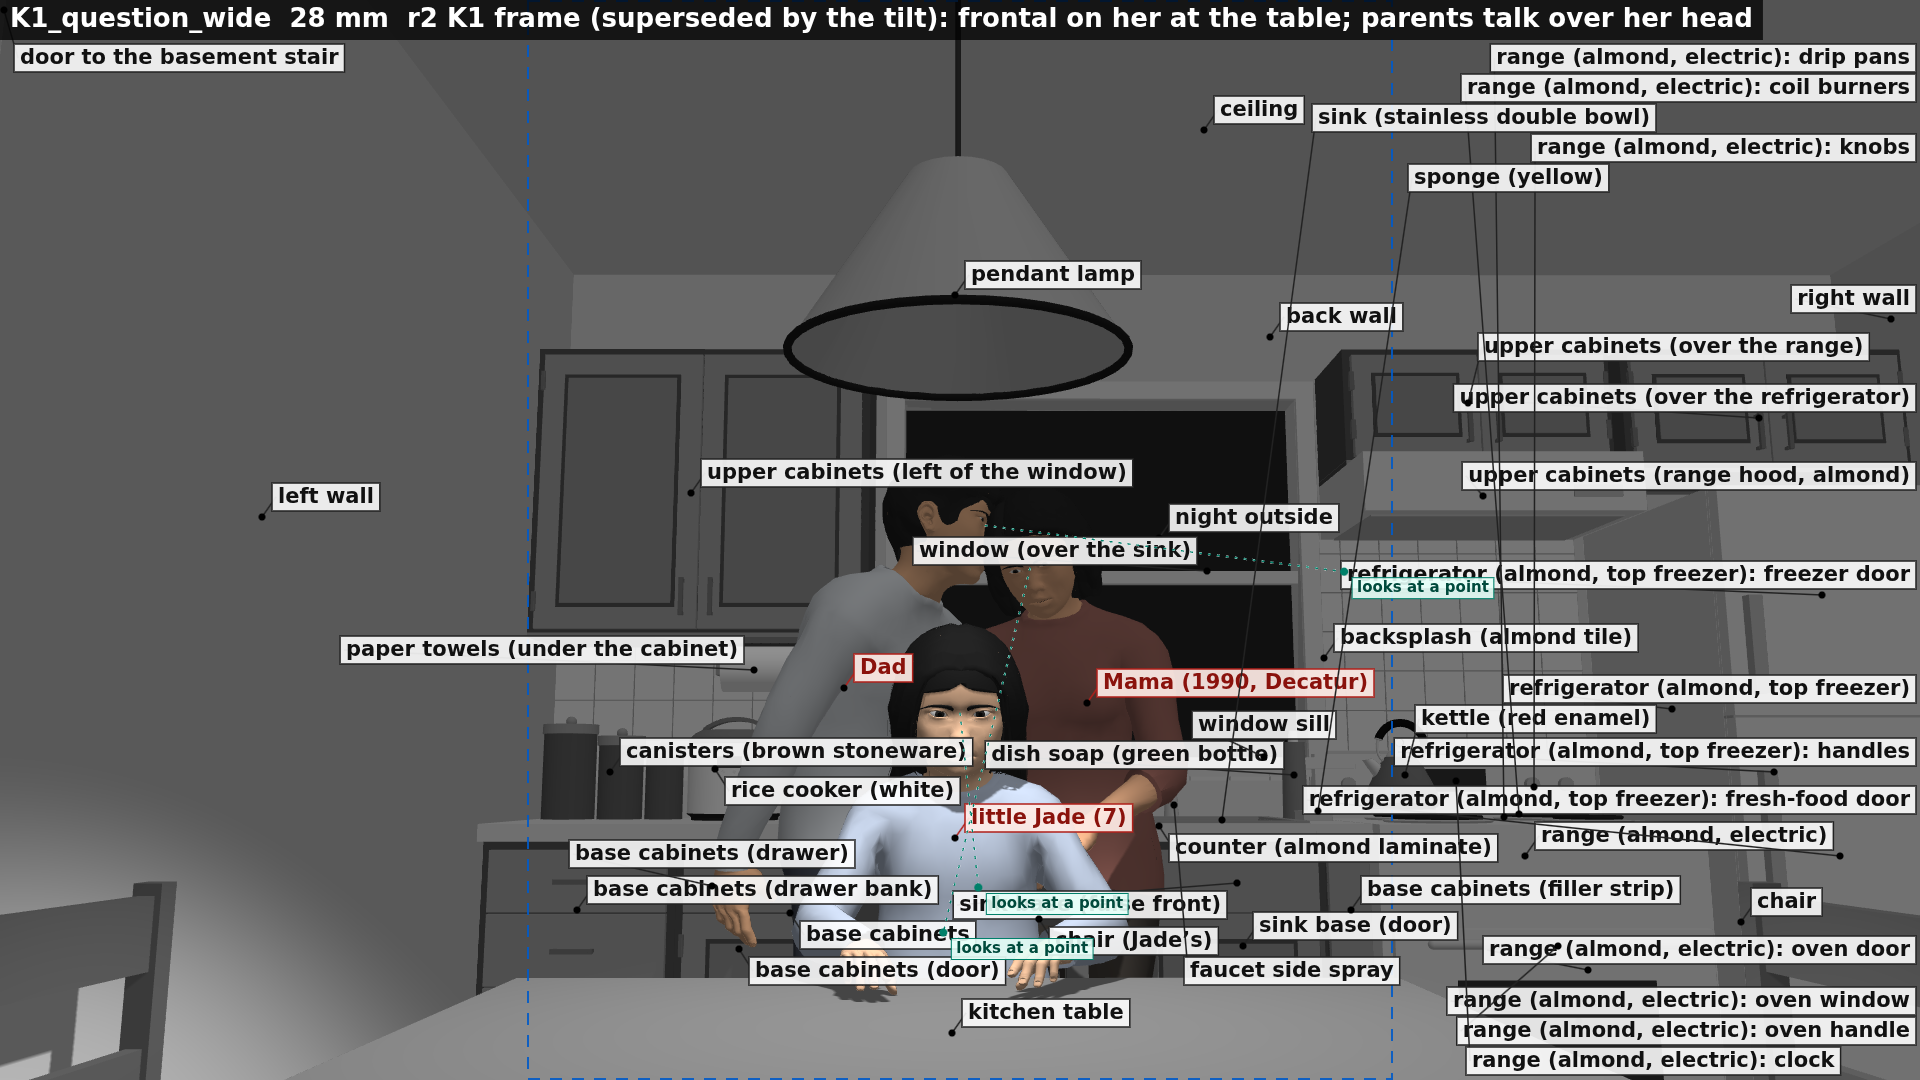 K1_question_wide 28 mm r2 K1 frame (superseded by the tilt): frontal on her at the table; parents talk over her head
door to the basement stair
range (almond, electric): drip pans
range (almond, electric): coil burners
ceiling
sink (stainless double bowl)
range (almond, electric): knobs
sponge (yellow)
pendant lamp
right wall
back wall
upper cabinets (over the range)
upper cabinets (over the refrigerator)
upper cabinets (left of the window)
upper cabinets (range hood, almond)
left wall
night outside
window (over the sink)
refrigerator (almond, top freezer): freezer door
looks at a point
backsplash (almond tile)
paper towels (under the cabinet)
Dad
Mama (1990, Decatur)
refrigerator (almond, top freezer)
kettle (red enamel)
window sill
canisters (brown stoneware)
dish soap (green bottle)
refrigerator (almond, top freezer): handles
rice cooker (white)
refrigerator (almond, top freezer): fresh-food door
little Jade (7)
range (almond, electric)
counter (almond laminate)
base cabinets (drawer)
base cabinets (drawer bank)
base cabinets (filler strip)
looks at a point
front)
chair
sink base (door)
base cabinets
chair (Jade's)
looks at a point
range (almond, electric): oven door
base cabinets (door)
faucet side spray
range (almond, electric): oven window
kitchen table
range (almond, electric): oven handle
range (almond, electric): clock